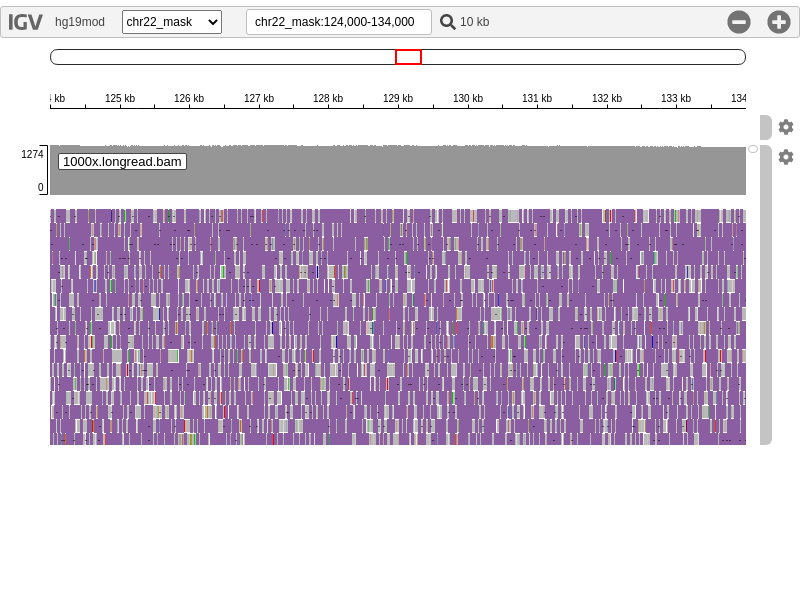 IGV hg19mod chr22_mask chr22_mask:124,000-134,000 10 kb
kb 125 kb 126 kb 127 kb 128 kb 129 kb 130 kb 131 kb 132 kb 133 kb 134
1274
1000x.longread.bam
0